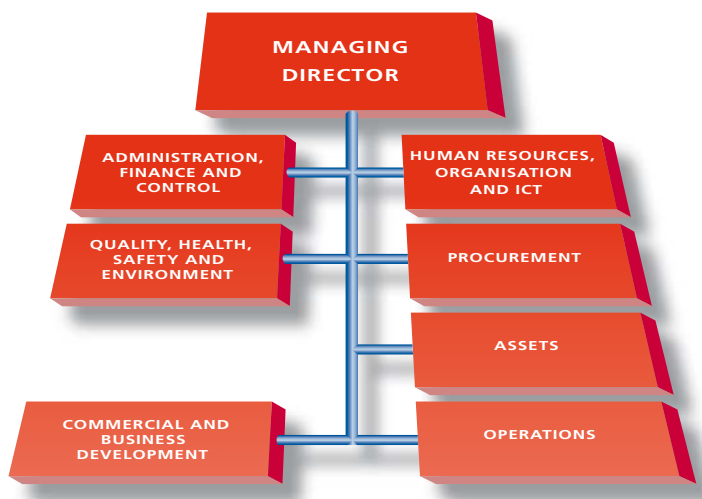 MANAGING
DIRECTOR
ADMINISTRATION,
FINANCE AND
CONTROL
HUMAN RESOURCES,
ORGANISATION
AND ICT
QUALITY, HEALTH,
SAFETY AND
ENVIRONMENT
PROCUREMENT
ASSETS
COMMERCIAL AND
BUSINESS
DEVELOPMENT
OPERATIONS